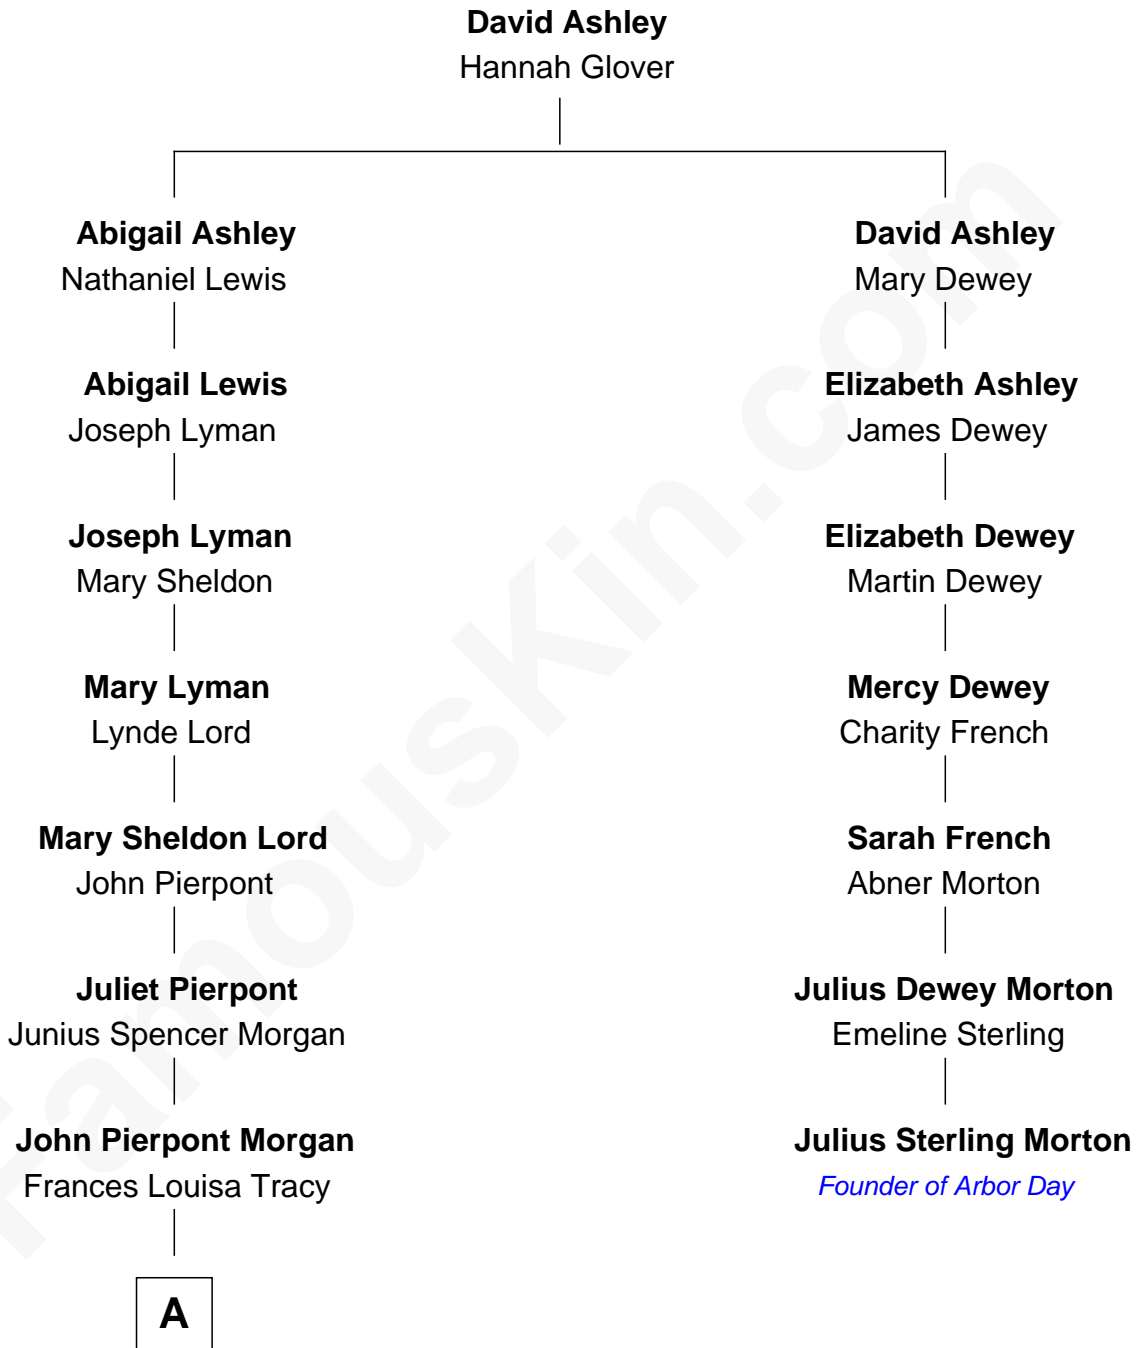 David Ashley
Hannah Glover
Abigail Ashley
Nathaniel Lewis
David Ashley
Mary Dewey
Abigail Lewis
Joseph Lyman
Elizabeth Ashley
James Dewey
Joseph Lyman
Mary Sheldon
Elizabeth Dewey
Martin Dewey
Mary Lyman
Lynde Lord
Mercy Dewey
Charity French
Mary Sheldon Lord
John Pierpont
Sarah French
Abner Morton
Juliet Pierpont
Junius Spencer Morgan
Julius Dewey Morton
Emeline Sterling
John Pierpont Morgan
Frances Louisa Tracy
Julius Sterling Morton
Founder of Arbor Day
A
FamousKin.com